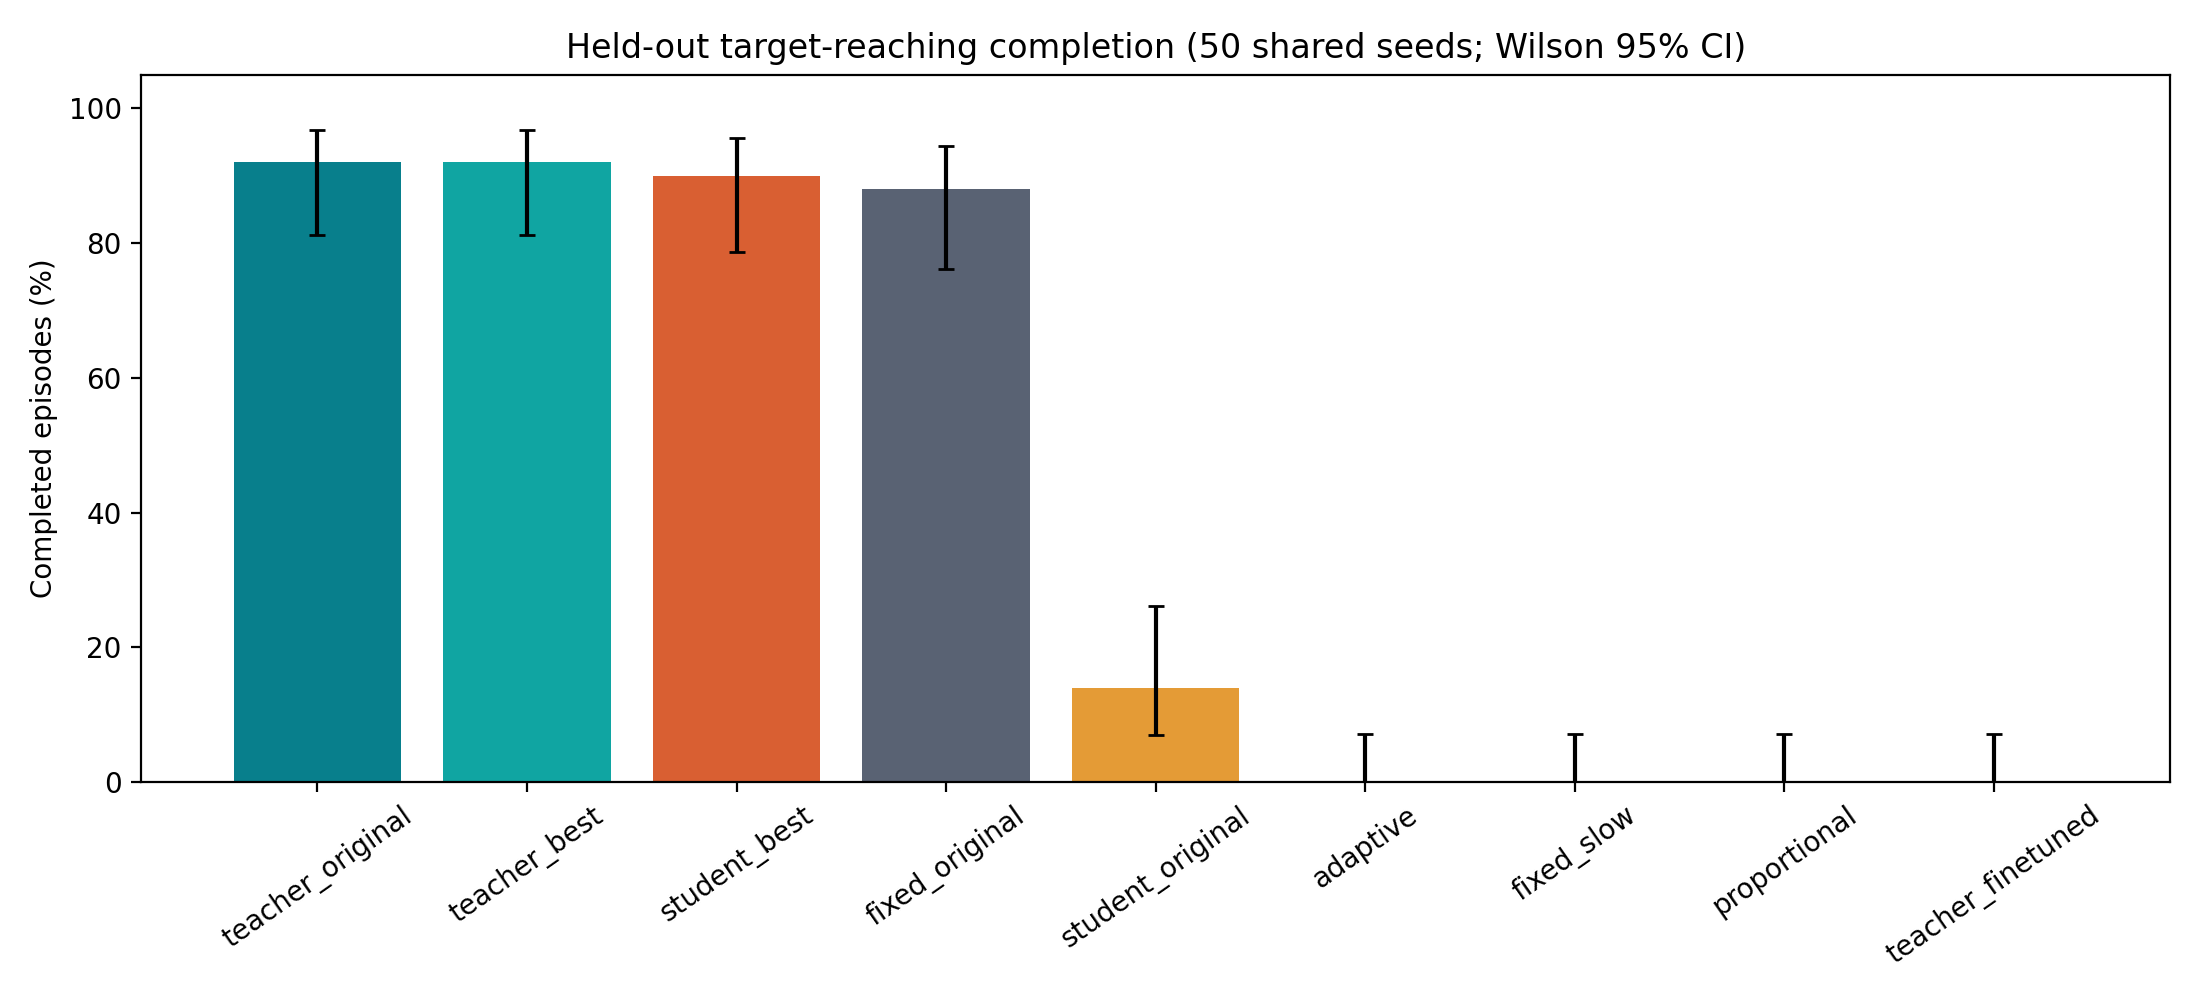 Held-out target-reaching completion (50 shared seeds; Wilson 95% CI)
Completed episodes (%)
100
80
60
40
20
0
teacher_original
teacher_best
student_best
fixed_original
student_original
adaptive
fixed_slow
proportional
teacher_finetuned